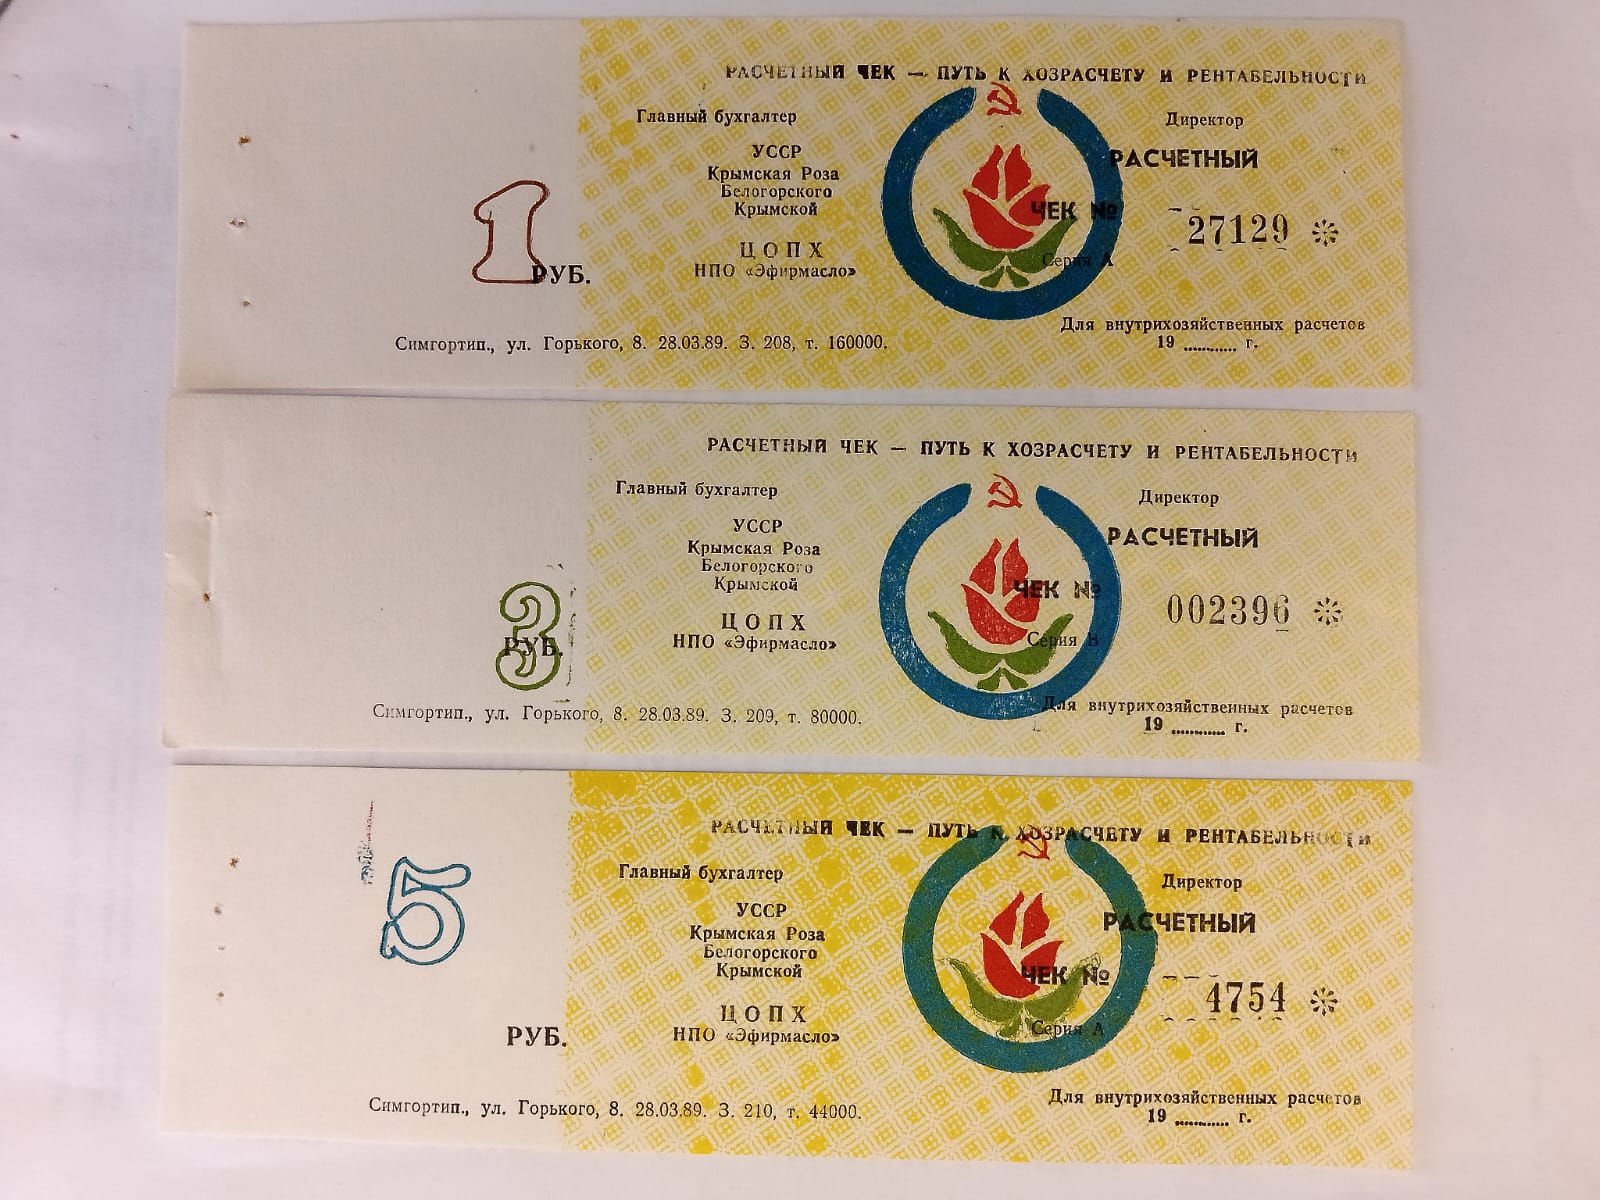 РАСЧЕТНЫЙ ЧЕК — ПУТЬ К ХОЗРАСЧЕТУ И РЕНТАБЕЛЬНОСТИ
Главный бухгалтер
Директор
УССР
Крымская Роза
Белогорского
Крымской
ЦОПХ
НПО «Эфирмасло»
РАСЧЕТНЫЙ
ЧЕК № 27129 ❊
Серия А
1 РУБ.
Для внутрихозяйственных расчетов
19 ......... г.
Симгортип., ул. Горького, 8. 28.03.89. З. 208, т. 160000.
РАСЧЕТНЫЙ ЧЕК — ПУТЬ К ХОЗРАСЧЕТУ И РЕНТАБЕЛЬНОСТИ
Главный бухгалтер
Директор
УССР
Крымская Роза
Белогорского
Крымской
ЦОПХ
НПО «Эфирмасло»
РАСЧЕТНЫЙ
ЧЕК № 002396 ❊
Серия В
3 РУБ.
Для внутрихозяйственных расчетов
19 ......... г.
Симгортип., ул. Горького, 8. 28.03.89. З. 209, т. 80000.
РАСЧЕТНЫЙ ЧЕК — ПУТЬ К ХОЗРАСЧЕТУ И РЕНТАБЕЛЬНОСТИ
Главный бухгалтер
Директор
УССР
Крымская Роза
Белогорского
Крымской
ЦОПХ
НПО «Эфирмасло»
РАСЧЕТНЫЙ
ЧЕК № 4754 ❊
Серия А
5
РУБ.
Для внутрихозяйственных расчетов
19 ......... г.
Симгортип., ул. Горького, 8. 28.03.89. З. 210, т. 44000.